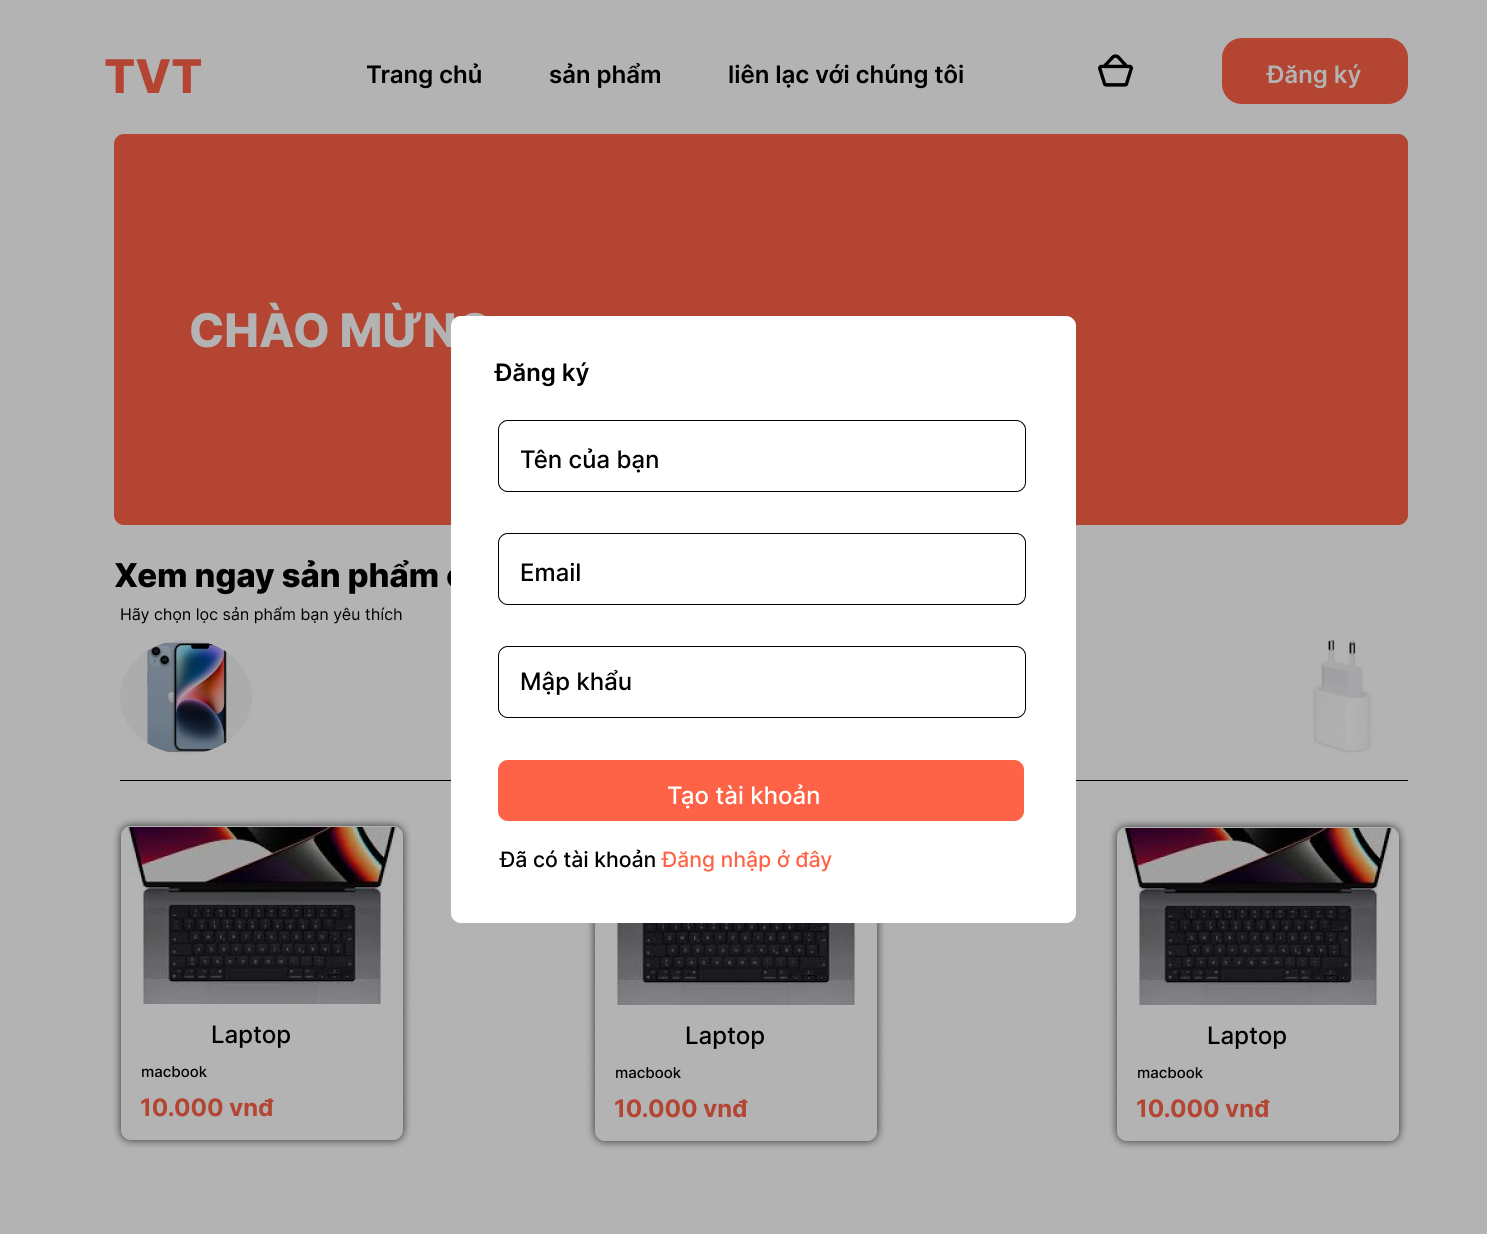 TVT
Trang chủ
sản phẩm
liên lạc với chúng tôi
Đăng ký
CHÀO MỪN
Đăng ký
Tên của bạn
Email
Mập khẩu
Tạo tài khoản
Đã có tài khoản Đăng nhập ở đây
Xem ngay sản phẩm
Hãy chọn lọc sản phẩm bạn yêu thích
Laptop
macbook
10.000 vnđ
Laptop
macbook
10.000 vnđ
Laptop
macbook
10.000 vnđ